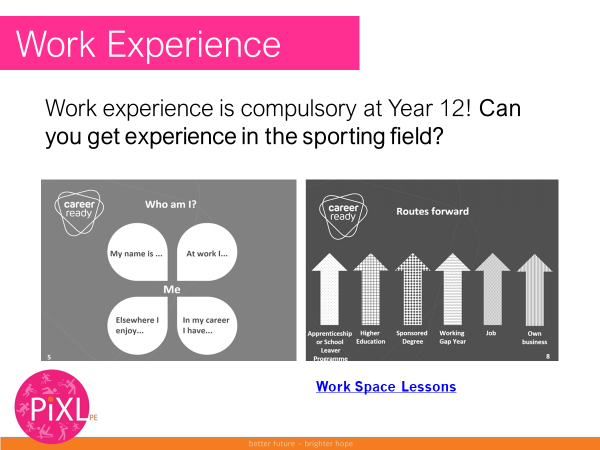 Work Experience
Work experience is compulsory at Year 12! Can
you get experience in the sporting field?
career
ready
Who am I?
My name is ...
At work I...
Me
Elsewhere I
enjoy...
In my career
I have...
5
career
ready
Routes forward
Apprenticeship
or School
Leaver
Programme
Higher
Education
Sponsored
Degree
Working
Gap Year
Job
Own
business
8
Work Space Lessons
PiXL
PE
better future – brighter hope